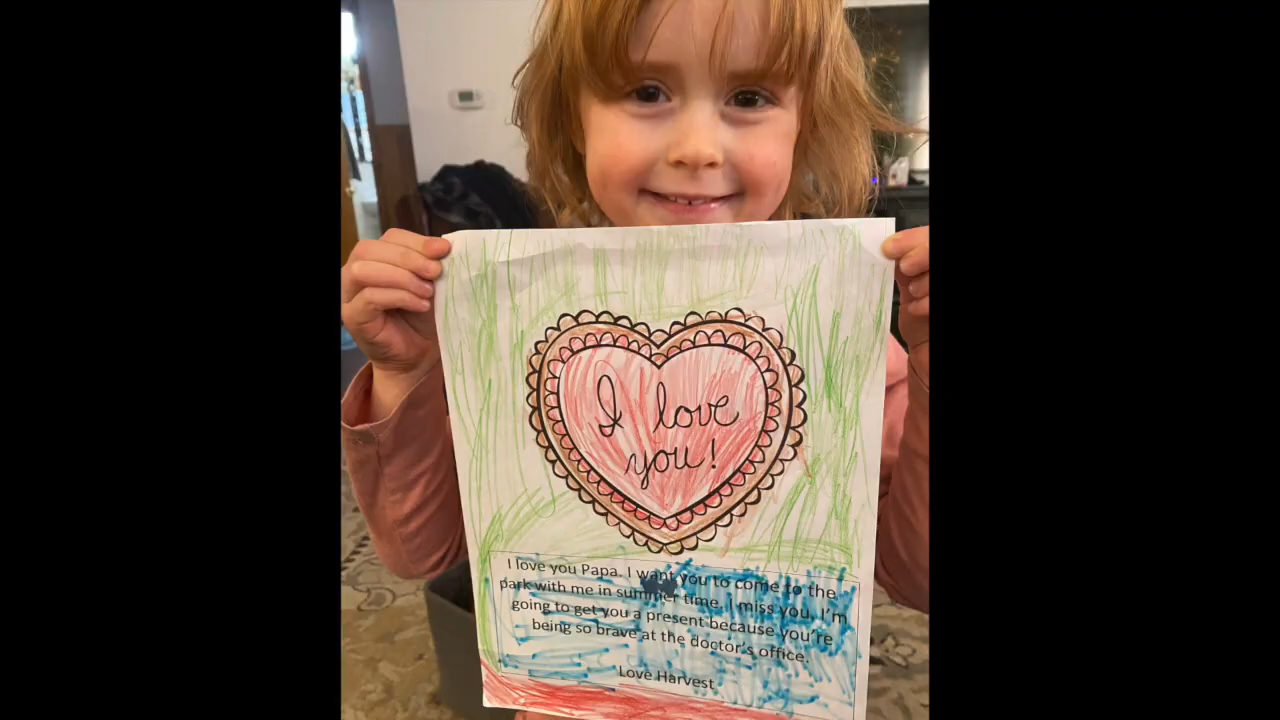 I love
you!
I love you Papa. I want you to come to the
park with me in summer time. I miss you. I'm
going to get you a present because you're
being so brave at the doctor's office.
Love Harvest